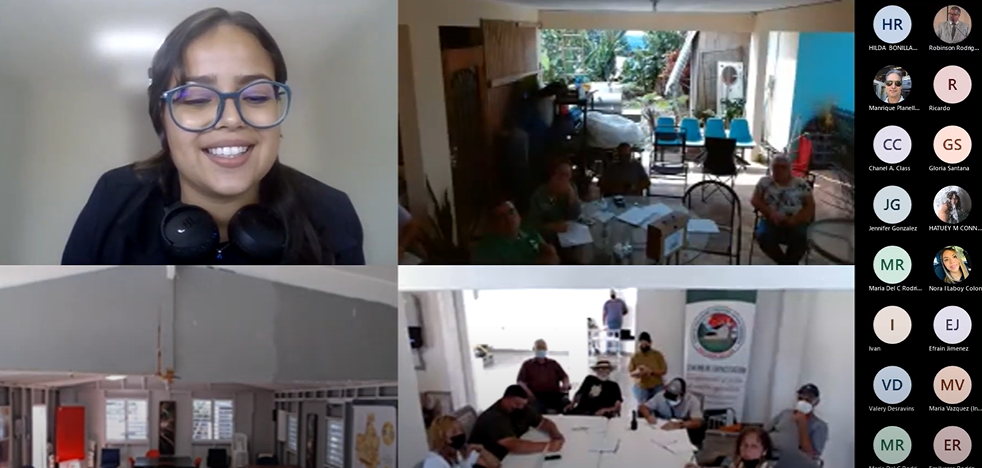 HR
HILDA BONILLA...
Robinson Rodrig...
Manrique Planell...
R
Ricardo
CC
Chanel A. Class
GS
Gloria Santana
JG
Jennifer Gonzalez
HATUEY M CONN...
MR
Maria Del C Rodri...
Nora I Laboy Colon
I
Ivan
EJ
Efrain Jimenez
VD
Valery Desravins
MV
Maria Vazquez (In...
MR
ER
JBL